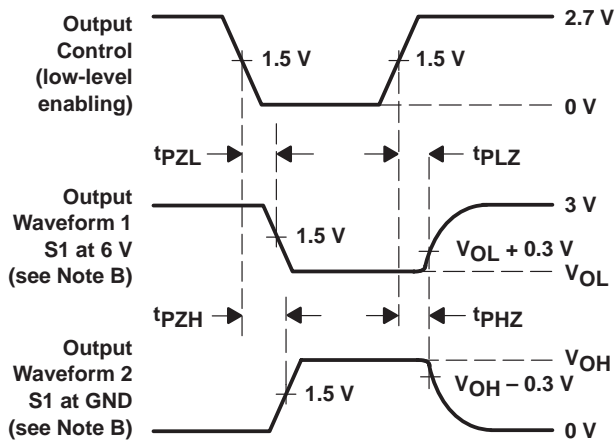 Output
Control
(low-level
enabling)
1.5 V
1.5 V
2.7 V
0 V
tPZL
tPLZ
Output
Waveform 1
S1 at 6 V
(see Note B)
1.5 V
3 V
VOL + 0.3 V
VOL
tPZH
tPHZ
Output
Waveform 2
S1 at GND
(see Note B)
1.5 V
VOH
VOH – 0.3 V
0 V